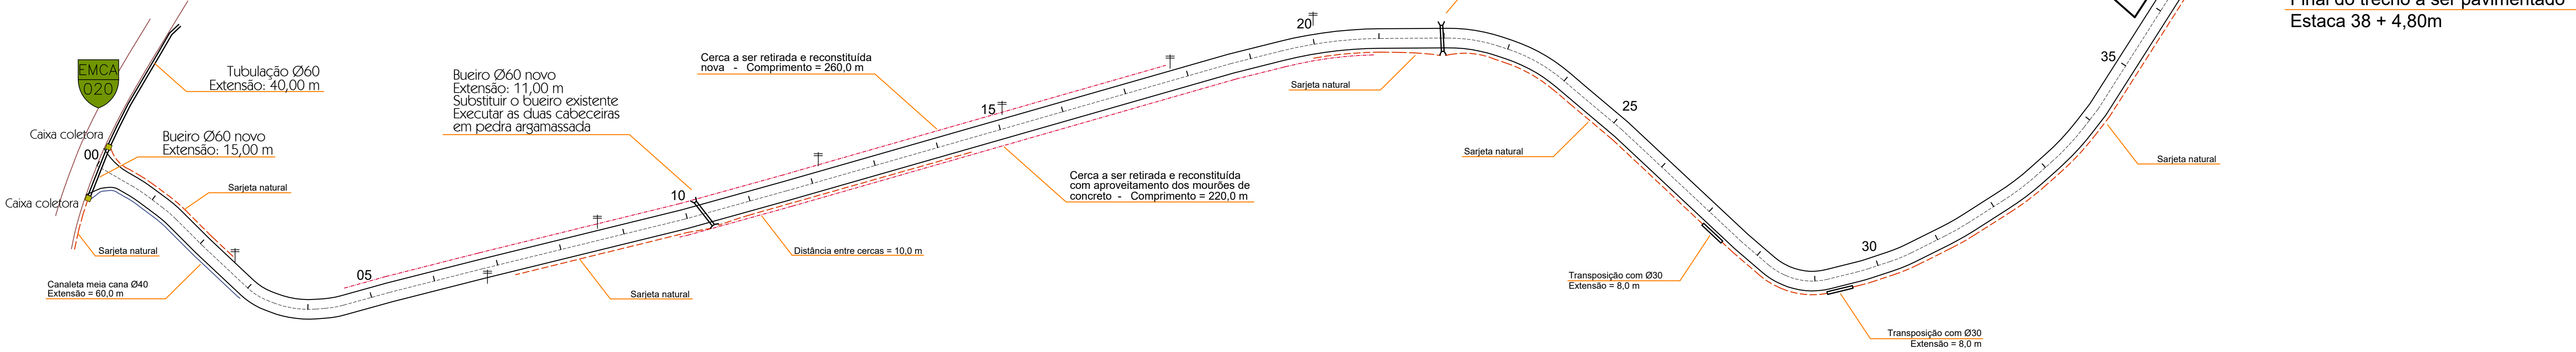 EMCA
020
Tubulação Ø60
Extensão: 40,00 m
Caixa coletora
00
Bueiro Ø60 novo
Extensão: 15,00 m
Caixa coletora
Sarjeta natural
Sarjeta natural
Canaleta meia cana Ø40
Extensão = 60,0 m
05
Bueiro Ø60 novo
Extensão: 11,00 m
Substituir o bueiro existente
Executar as duas cabeceiras
em pedra argamassada
10
Sarjeta natural
Cerca a ser retirada e reconstituída
nova - Comprimento = 260,0 m
Distância entre cercas = 10,0 m
15
Cerca a ser retirada e reconstituída
com aproveitamento dos mourões de
concreto - Comprimento = 220,0 m
20
Sarjeta natural
Sarjeta natural
25
Transposição com Ø30
Extensão = 8,0 m
30
Transposição com Ø30
Extensão = 8,0 m
35
Sarjeta natural
Final do trecho a ser pavimentado
Estaca 38 + 4,80m